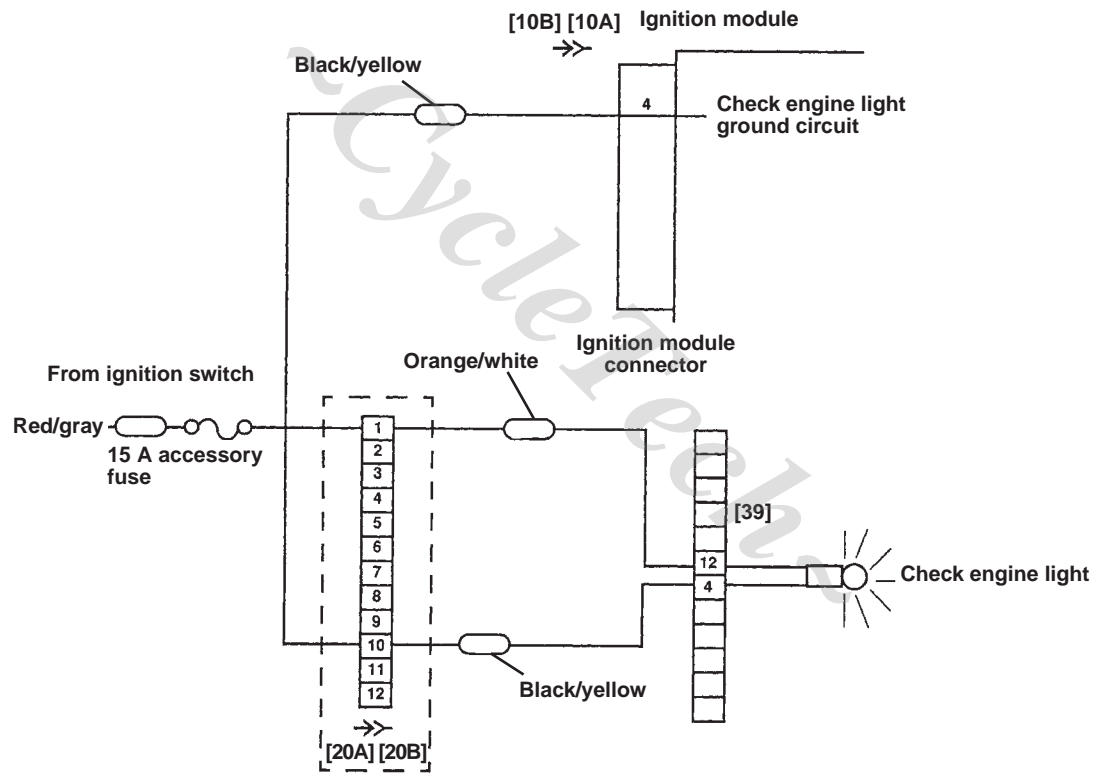 [10B] [10A] Ignition module
Black/yellow
4
Check engine light
ground circuit
Ignition module
connector
Orange/white
From ignition switch
Red/gray
15 A accessory
fuse
1
2
3
4
5
6
7
8
9
10
11
12
[20A] [20B]
Black/yellow
[39]
12
4
Check engine light
~CycleTech~